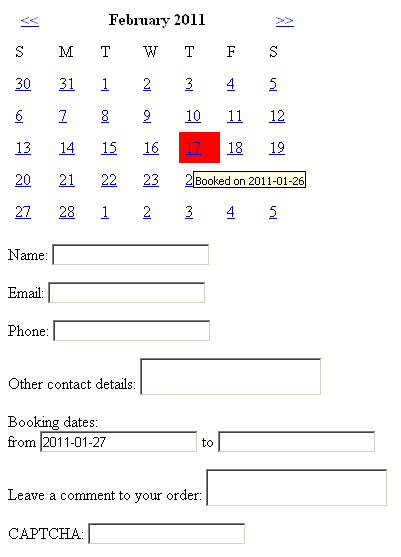 << February 2011 >>
S M T W T F S
30 31 1 2 3 4 5
6 7 8 9 10 11 12
13 14 15 16 17 18 19
20 21 22 23 2
Booked on 2011-01-26
27 28 1 2 3 4 5
Name:
Email:
Phone:
Other contact details:
Booking dates:
from 2011-01-27 to
Leave a comment to your order:
CAPTCHA: